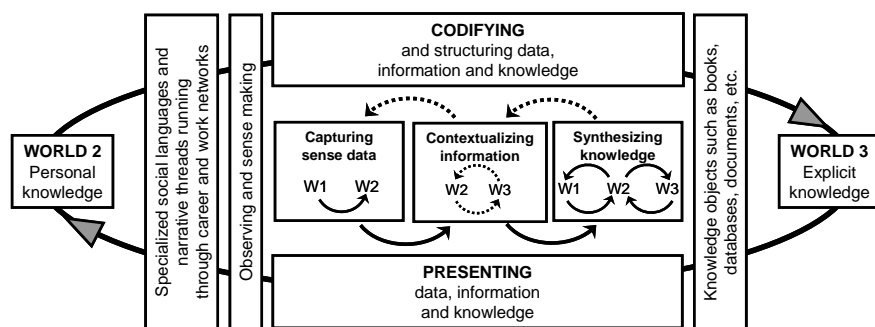 CODIFYING
and structuring data,
information and knowledge
WORLD 2
Personal
knowledge
Specialized social languages and
narrative threads running
through career and work networks
Observing and sense making
Capturing
sense data
W1 W2
Contextualizing
information
W2 W3
Synthesizing
knowledge
W1 W2 W3
Knowledge objects such as books,
databases, documents, etc.
WORLD 3
Explicit
knowledge
PRESENTING
data, information
and knowledge